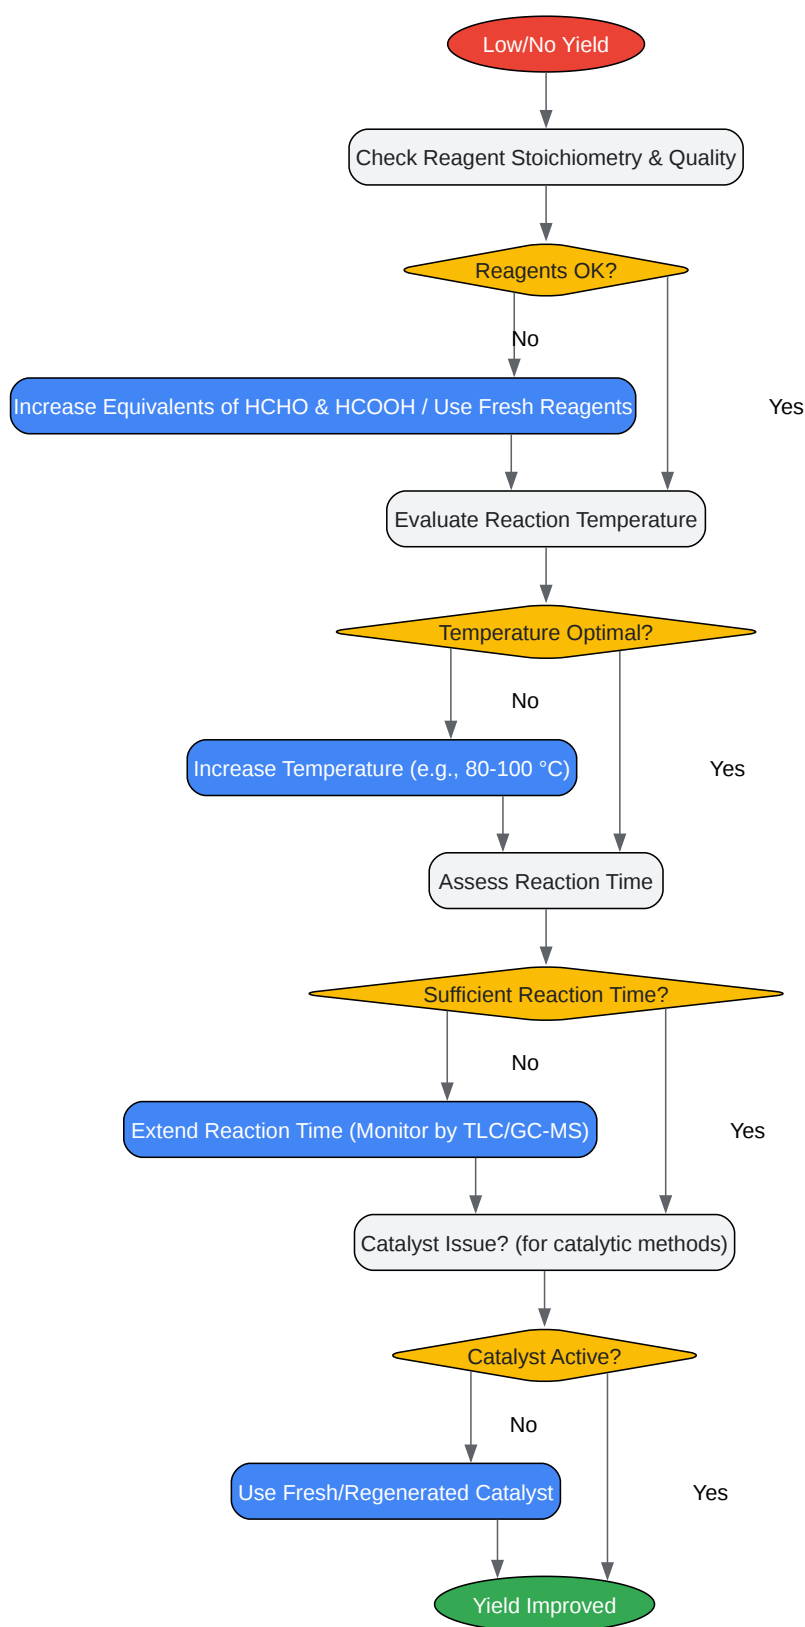 Low/No Yield
Check Reagent Stoichiometry & Quality
Reagents OK?
No
Increase Equivalents of HCHO & HCOOH / Use Fresh Reagents
Yes
Evaluate Reaction Temperature
Temperature Optimal?
No
Increase Temperature (e.g., 80-100 °C)
Yes
Assess Reaction Time
Sufficient Reaction Time?
No
Extend Reaction Time (Monitor by TLC/GC-MS)
Yes
Catalyst Issue? (for catalytic methods)
Catalyst Active?
No
Use Fresh/Regenerated Catalyst
Yes
Yield Improved